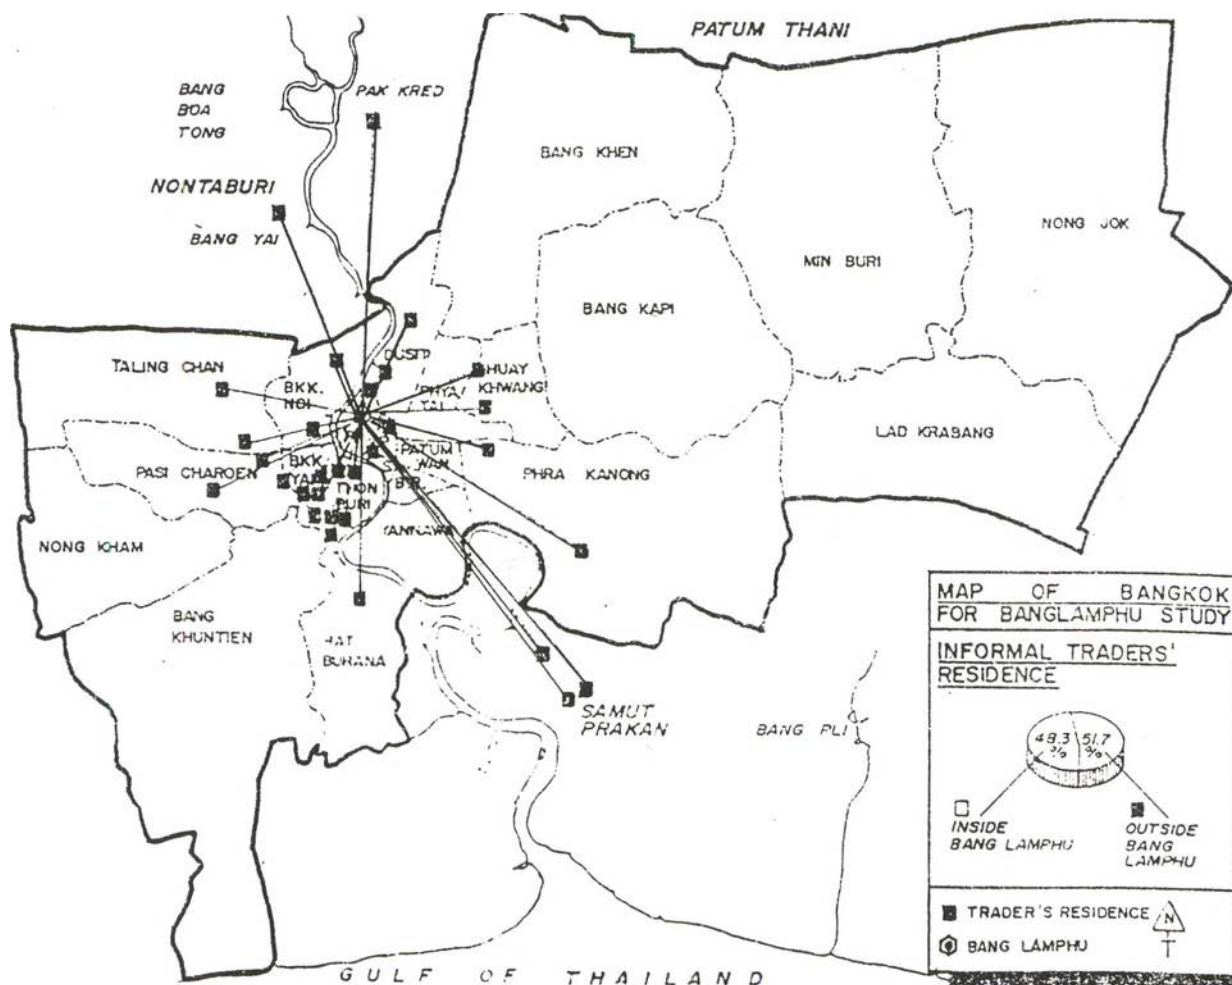 PATUM THANI
BANG
BOA
TONG
PAK KRED
BANG KHEN
NONTABURI
BANG YAI
NONG JOK
MIN BURI
BANG KAPI
TALING CHAN
DUSIT
HUAY
KHWANG
BKK.
NOI
PHYA
TAI
LAD KRABANG
PATUM
WAN
PASI CHAROEN
BKK.
YAI
PHRA KANONG
THON
BURI
YANNAWA
NONG KHAM
BANG
KHUNTIEN
RAT
BURANA
SAMUT
PRAKAN
BANG PLI
GULF OF THAILAND
MAP OF BANGKOK
FOR BANGLAMPHU STUDY
INFORMAL TRADERS'
RESIDENCE
48.3 %
51.7 %
INSIDE
BANG LAMPHU
OUTSIDE
BANG
LAMPHU
TRADER'S RESIDENCE
N
BANG LAMPHU